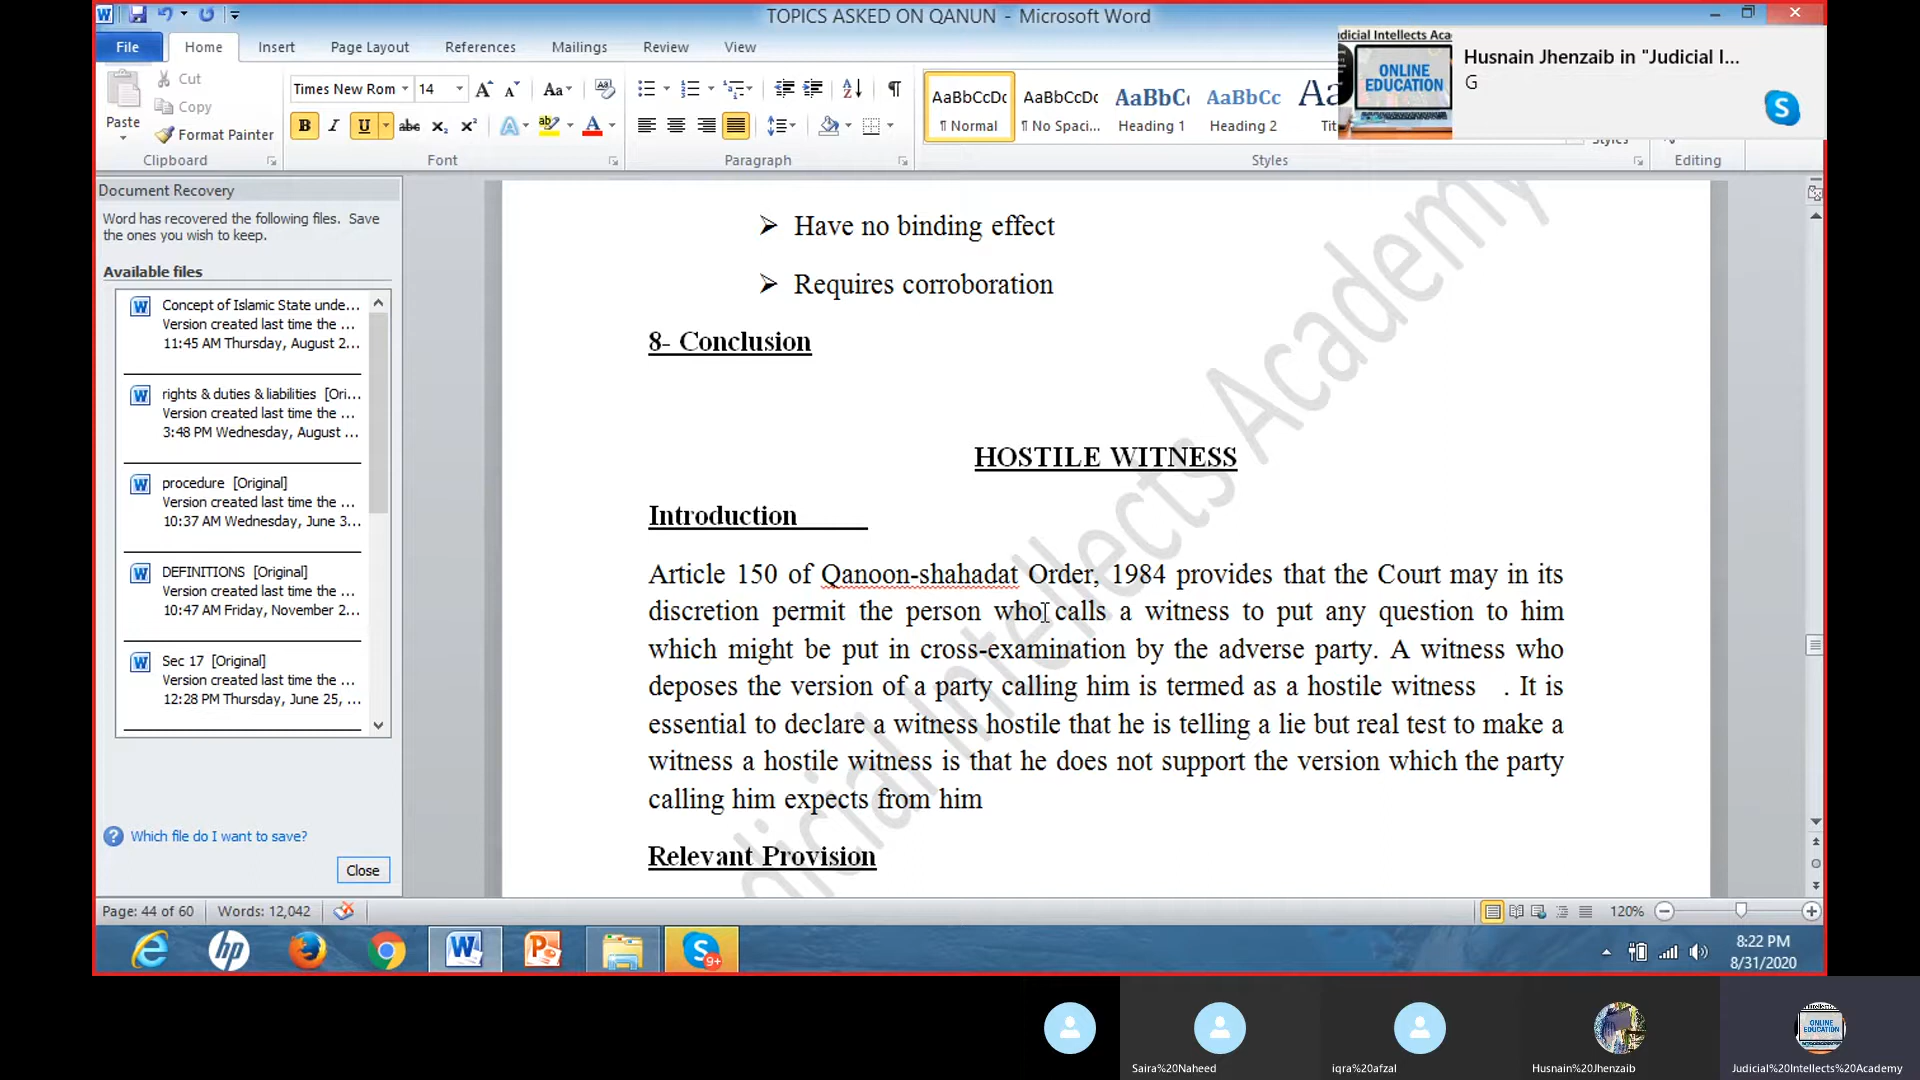 TOPICS ASKED ON QANUN - Microsoft Word
File Home Insert Page Layout References Mailings Review View
dicial Intellects Aca
ONLINE
EDUCATION
Husnain Jhenzaib in "Judicial I...
G
Paste
Cut
Copy
Format Painter
Clipboard
Times New Rom 14
Font
Paragraph
AaBbCcDc AaBbCcDc AaBbC AaBbCc
¶ Normal ¶ No Spaci... Heading 1 Heading 2 Tit
Styles
Editing
Document Recovery
Word has recovered the following files. Save
the ones you wish to keep.
Available files
Concept of Islamic State unde...
Version created last time the ...
11:45 AM Thursday, August 2...
rights & duties & liabilities [Ori...
Version created last time the ...
3:48 PM Wednesday, August ...
procedure [Original]
Version created last time the ...
10:37 AM Wednesday, June 3...
DEFINITIONS [Original]
Version created last time the ...
10:47 AM Friday, November 2...
Sec 17 [Original]
Version created last time the ...
12:28 PM Thursday, June 25, ...
Which file do I want to save?
Close
➤ Have no binding effect
➤ Requires corroboration
8- Conclusion
HOSTILE WITNESS
Introduction
Article 150 of Qanoon-shahadat Order, 1984 provides that the Court may in its
discretion permit the person who calls a witness to put any question to him
which might be put in cross-examination by the adverse party. A witness who
deposes the version of a party calling him is termed as a hostile witness . It is
essential to declare a witness hostile that he is telling a lie but real test to make a
witness a hostile witness is that he does not support the version which the party
calling him expects from him
Relevant Provision
dicial Intellects Academy
Page: 44 of 60 Words: 12,042
120%
8:22 PM
8/31/2020
Saira%20Naheed
iqra%20afzal
Husnain%20Jhenzaib
Judicial%20Intellects%20Academy